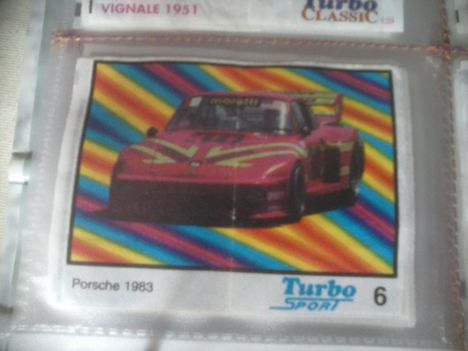 VIGNALE 1951
Turbo
CLASSIC
moretti
Porsche 1983
Turbo
SPORT
6